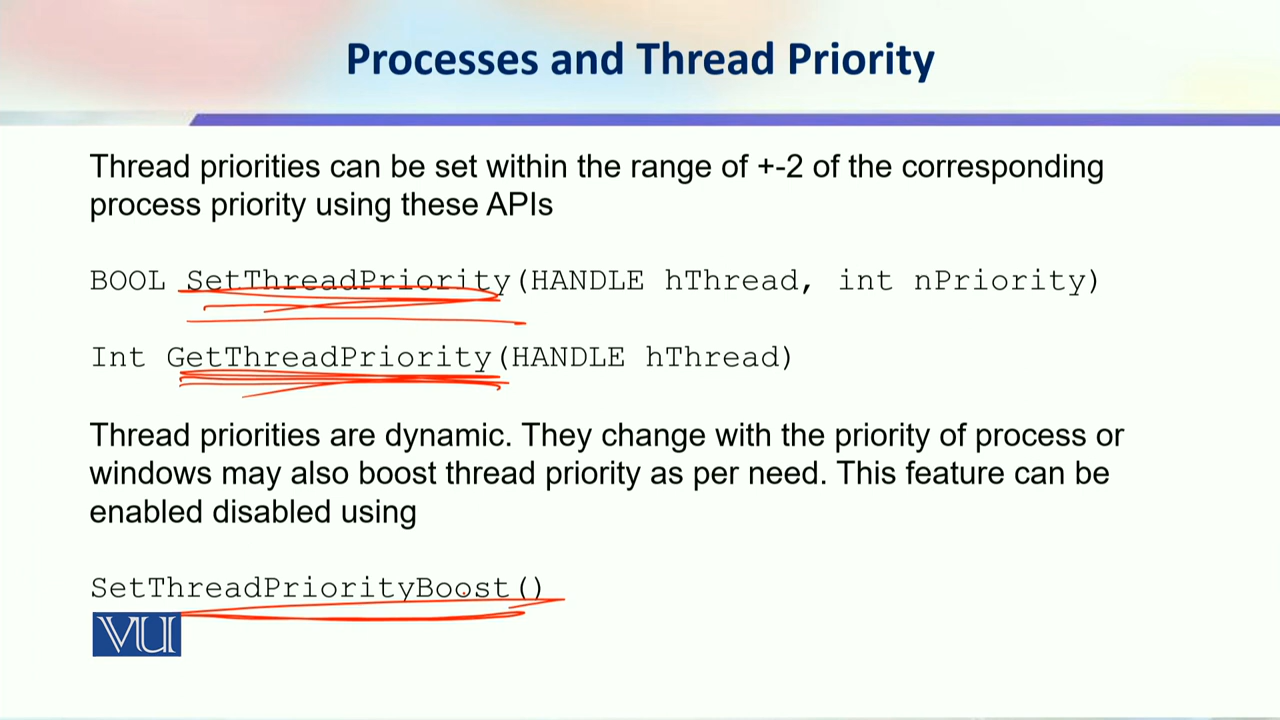 Processes and Thread Priority
Thread priorities can be set within the range of +-2 of the corresponding
process priority using these APIs
BOOL SetThreadPriority(HANDLE hThread, int nPriority)
Int GetThreadPriority(HANDLE hThread)
Thread priorities are dynamic. They change with the priority of process or
windows may also boost thread priority as per need. This feature can be
enabled disabled using
SetThreadPriorityBoost()
VU